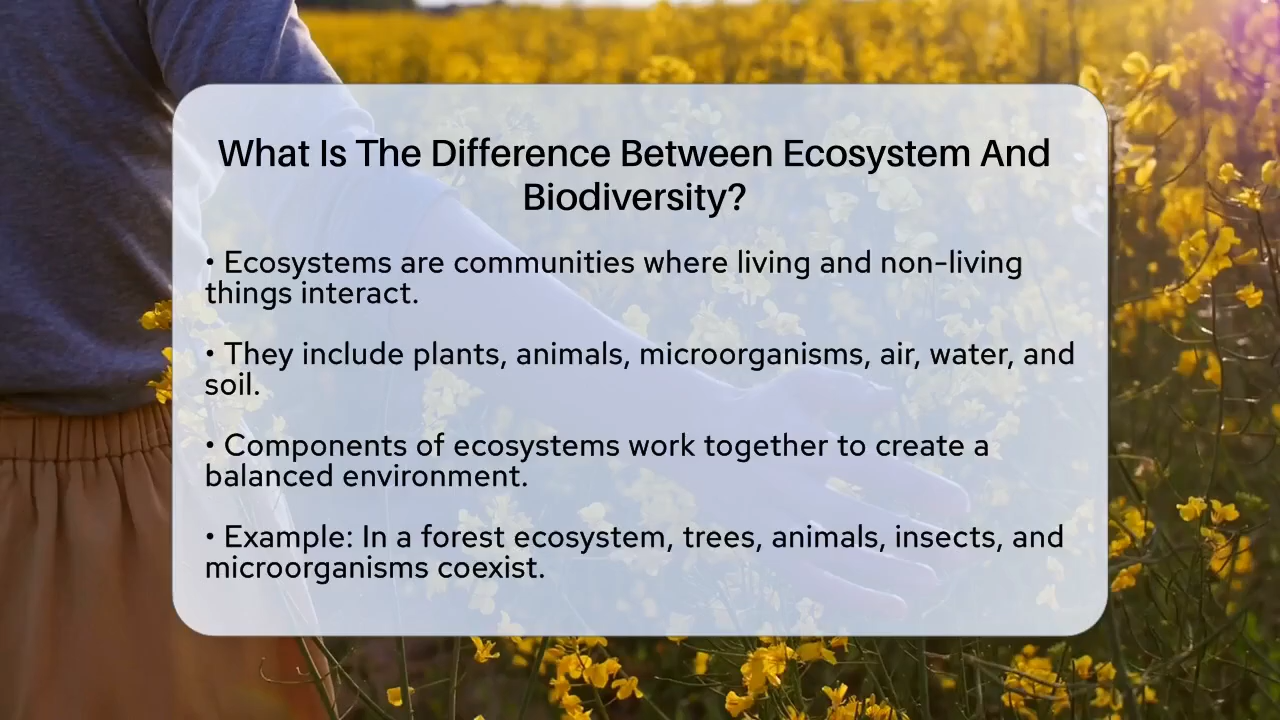 What Is The Difference Between Ecosystem And
Biodiversity?
• Ecosystems are communities where living and non-living
things interact.
• They include plants, animals, microorganisms, air, water, and
soil.
• Components of ecosystems work together to create a
balanced environment.
• Example: In a forest ecosystem, trees, animals, insects, and
microorganisms coexist.